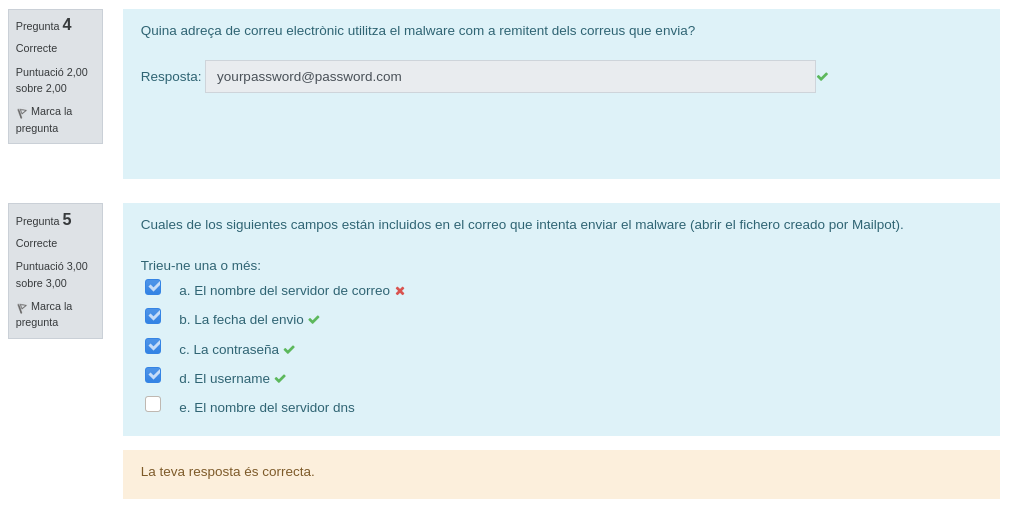 Pregunta 4
Correcte
Puntuació 2,00
sobre 2,00
Marca la
pregunta
Quina adreça de correu electrònic utilitza el malware com a remitent dels correus que envia?
Resposta: yourpassword@password.com
Pregunta 5
Correcte
Puntuació 3,00
sobre 3,00
Marca la
pregunta
Cuales de los siguientes campos están incluidos en el correo que intenta enviar el malware (abrir el fichero creado por Mailpot).
Trieu-ne una o més:
a. El nombre del servidor de correo
b. La fecha del envio
c. La contraseña
d. El username
e. El nombre del servidor dns
La teva resposta és correcta.